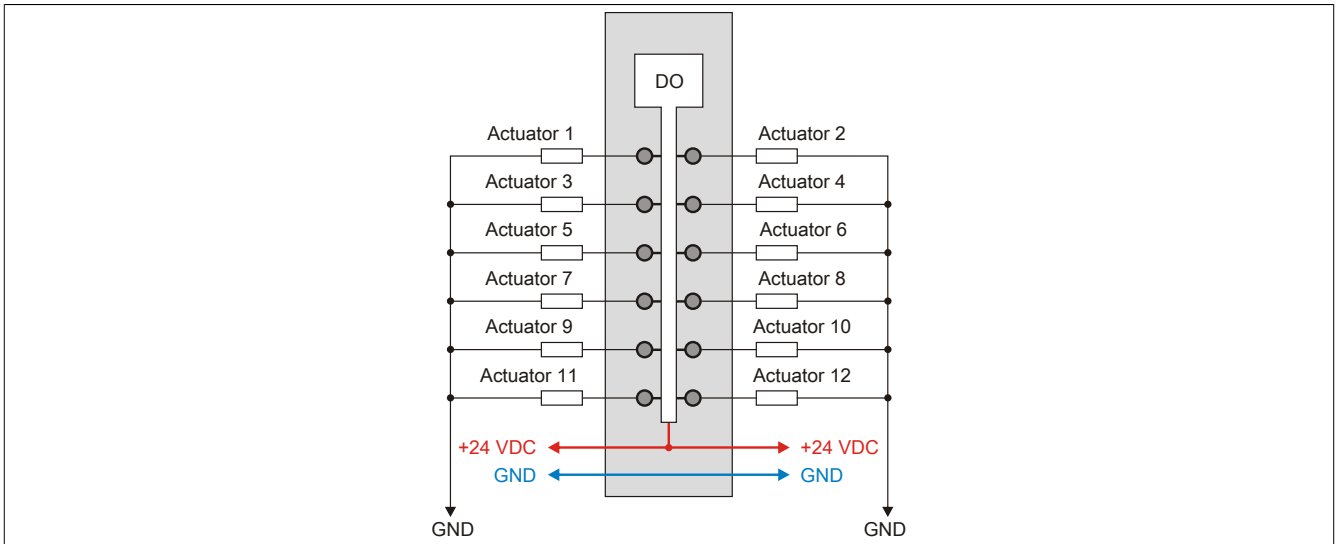 DO
Actuator 1 Actuator 2
Actuator 3 Actuator 4
Actuator 5 Actuator 6
Actuator 7 Actuator 8
Actuator 9 Actuator 10
Actuator 11 Actuator 12
+24 VDC +24 VDC
GND GND
GND GND